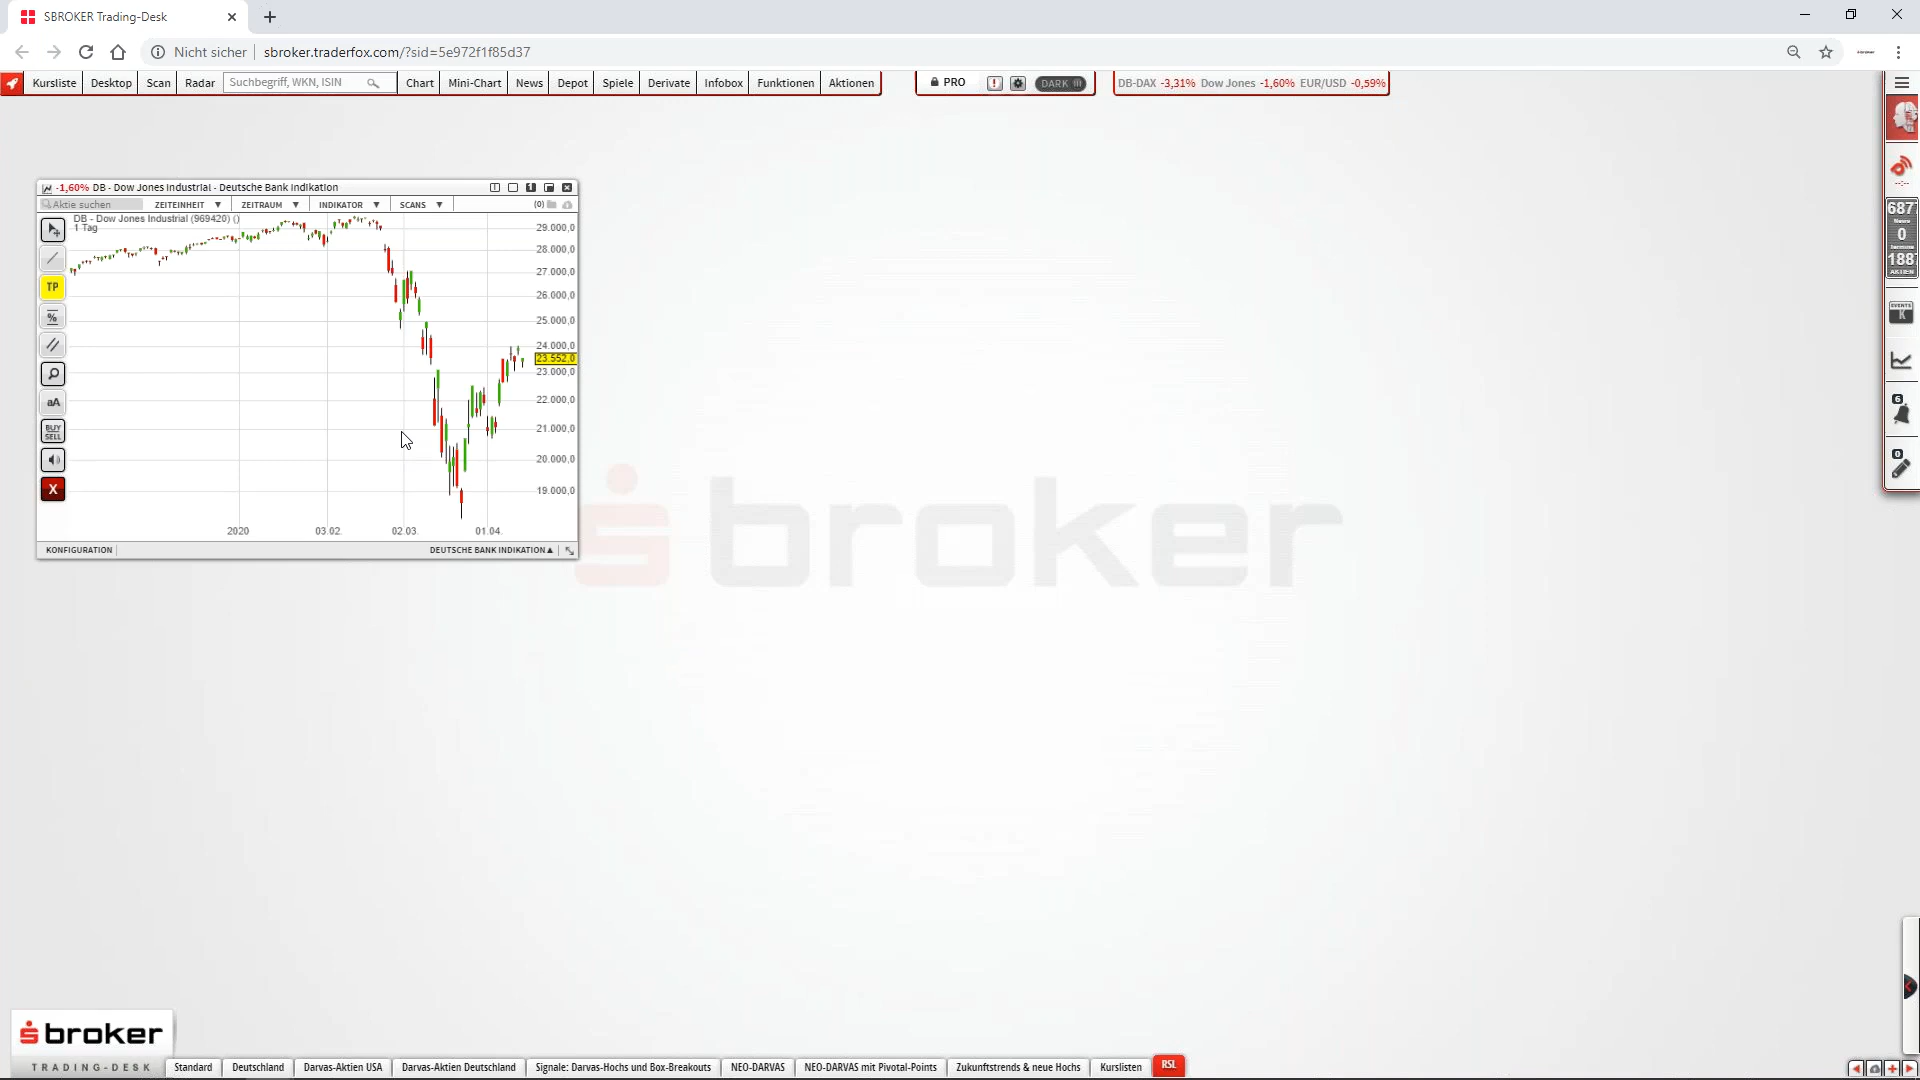 SBROKER Trading-Desk
Nicht sicher | sbroker.traderfox.com/?sid=5e972f1f85d37
Kursliste Desktop Scan Radar Suchbegriff, WKN, ISIN Chart Mini-Chart News Depot Spiele Derivate Infobox Funktionen Aktionen PRO DARK DB-DAX -3,31% Dow Jones -1,60% EUR/USD -0,59%
-1,60% DB - Dow Jones Industrial - Deutsche Bank Indikation
Aktie suchen ZEITEINHEIT ▼ ZEITRAUM ▼ INDIKATOR ▼ SCANS ▼ (0)
DB - Dow Jones Industrial (969420) ()
1 Tag
29.000,0
28.000,0
27.000,0
26.000,0
25.000,0
24.000,0
23.552,0
23.000,0
22.000,0
21.000,0
20.000,0
19.000,0
TP
%
aA
BUY
SELL
X
2020 03.02. 02.03. 01.04.
KONFIGURATION DEUTSCHE BANK INDIKATION ▲
broker
687
News
0
188
AKTIEN
EVENTS
K
6
0
broker
TRADING-DESK
Standard Deutschland Darvas-Aktien USA Darvas-Aktien Deutschland Signale: Darvas-Hochs und Box-Breakouts NEO-DARVAS NEO-DARVAS mit Pivotal-Points Zukunftstrends & neue Hochs Kurslisten RSL